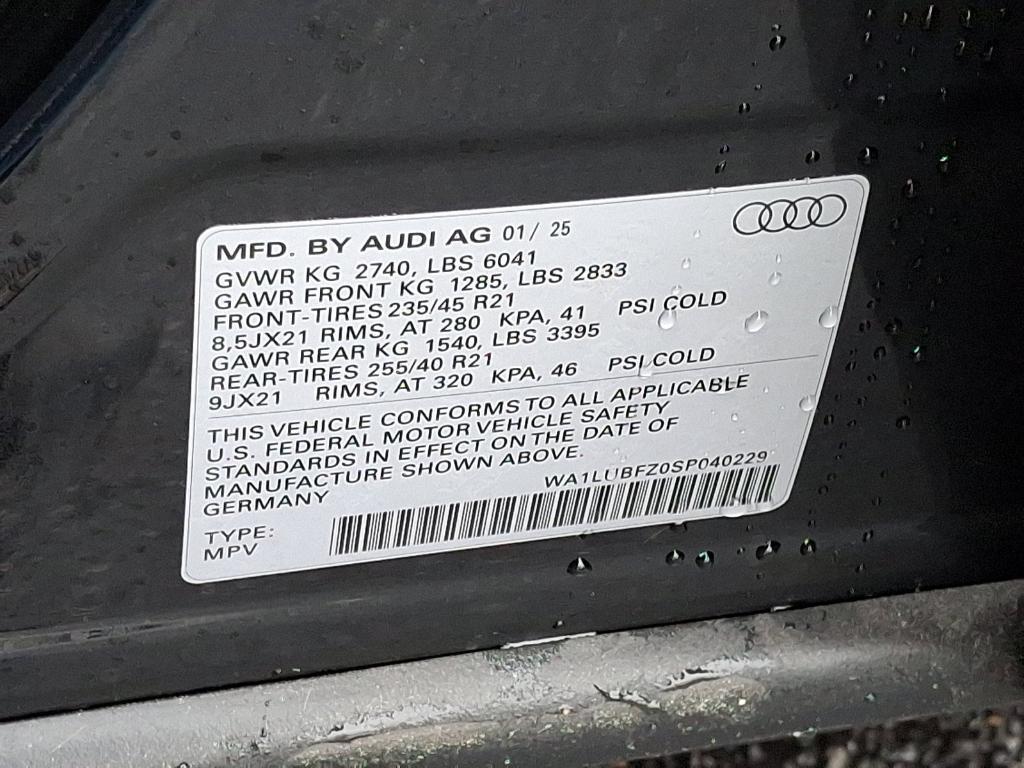 MFD. BY AUDI AG 01/ 25
GVWR KG 2740, LBS 6041
GAWR FRONT KG 1285, LBS 2833
FRONT-TIRES 235/45 R21
8,5JX21 RIMS, AT 280 KPA, 41 PSI COLD
GAWR REAR KG 1540, LBS 3395
REAR-TIRES 255/40 R21
9JX21 RIMS, AT 320 KPA, 46 PSI COLD
THIS VEHICLE CONFORMS TO ALL APPLICABLE
U.S. FEDERAL MOTOR VEHICLE SAFETY
STANDARDS IN EFFECT ON THE DATE OF
MANUFACTURE SHOWN ABOVE.
GERMANY
WA1LUBFZ0SP040229
TYPE:
MPV